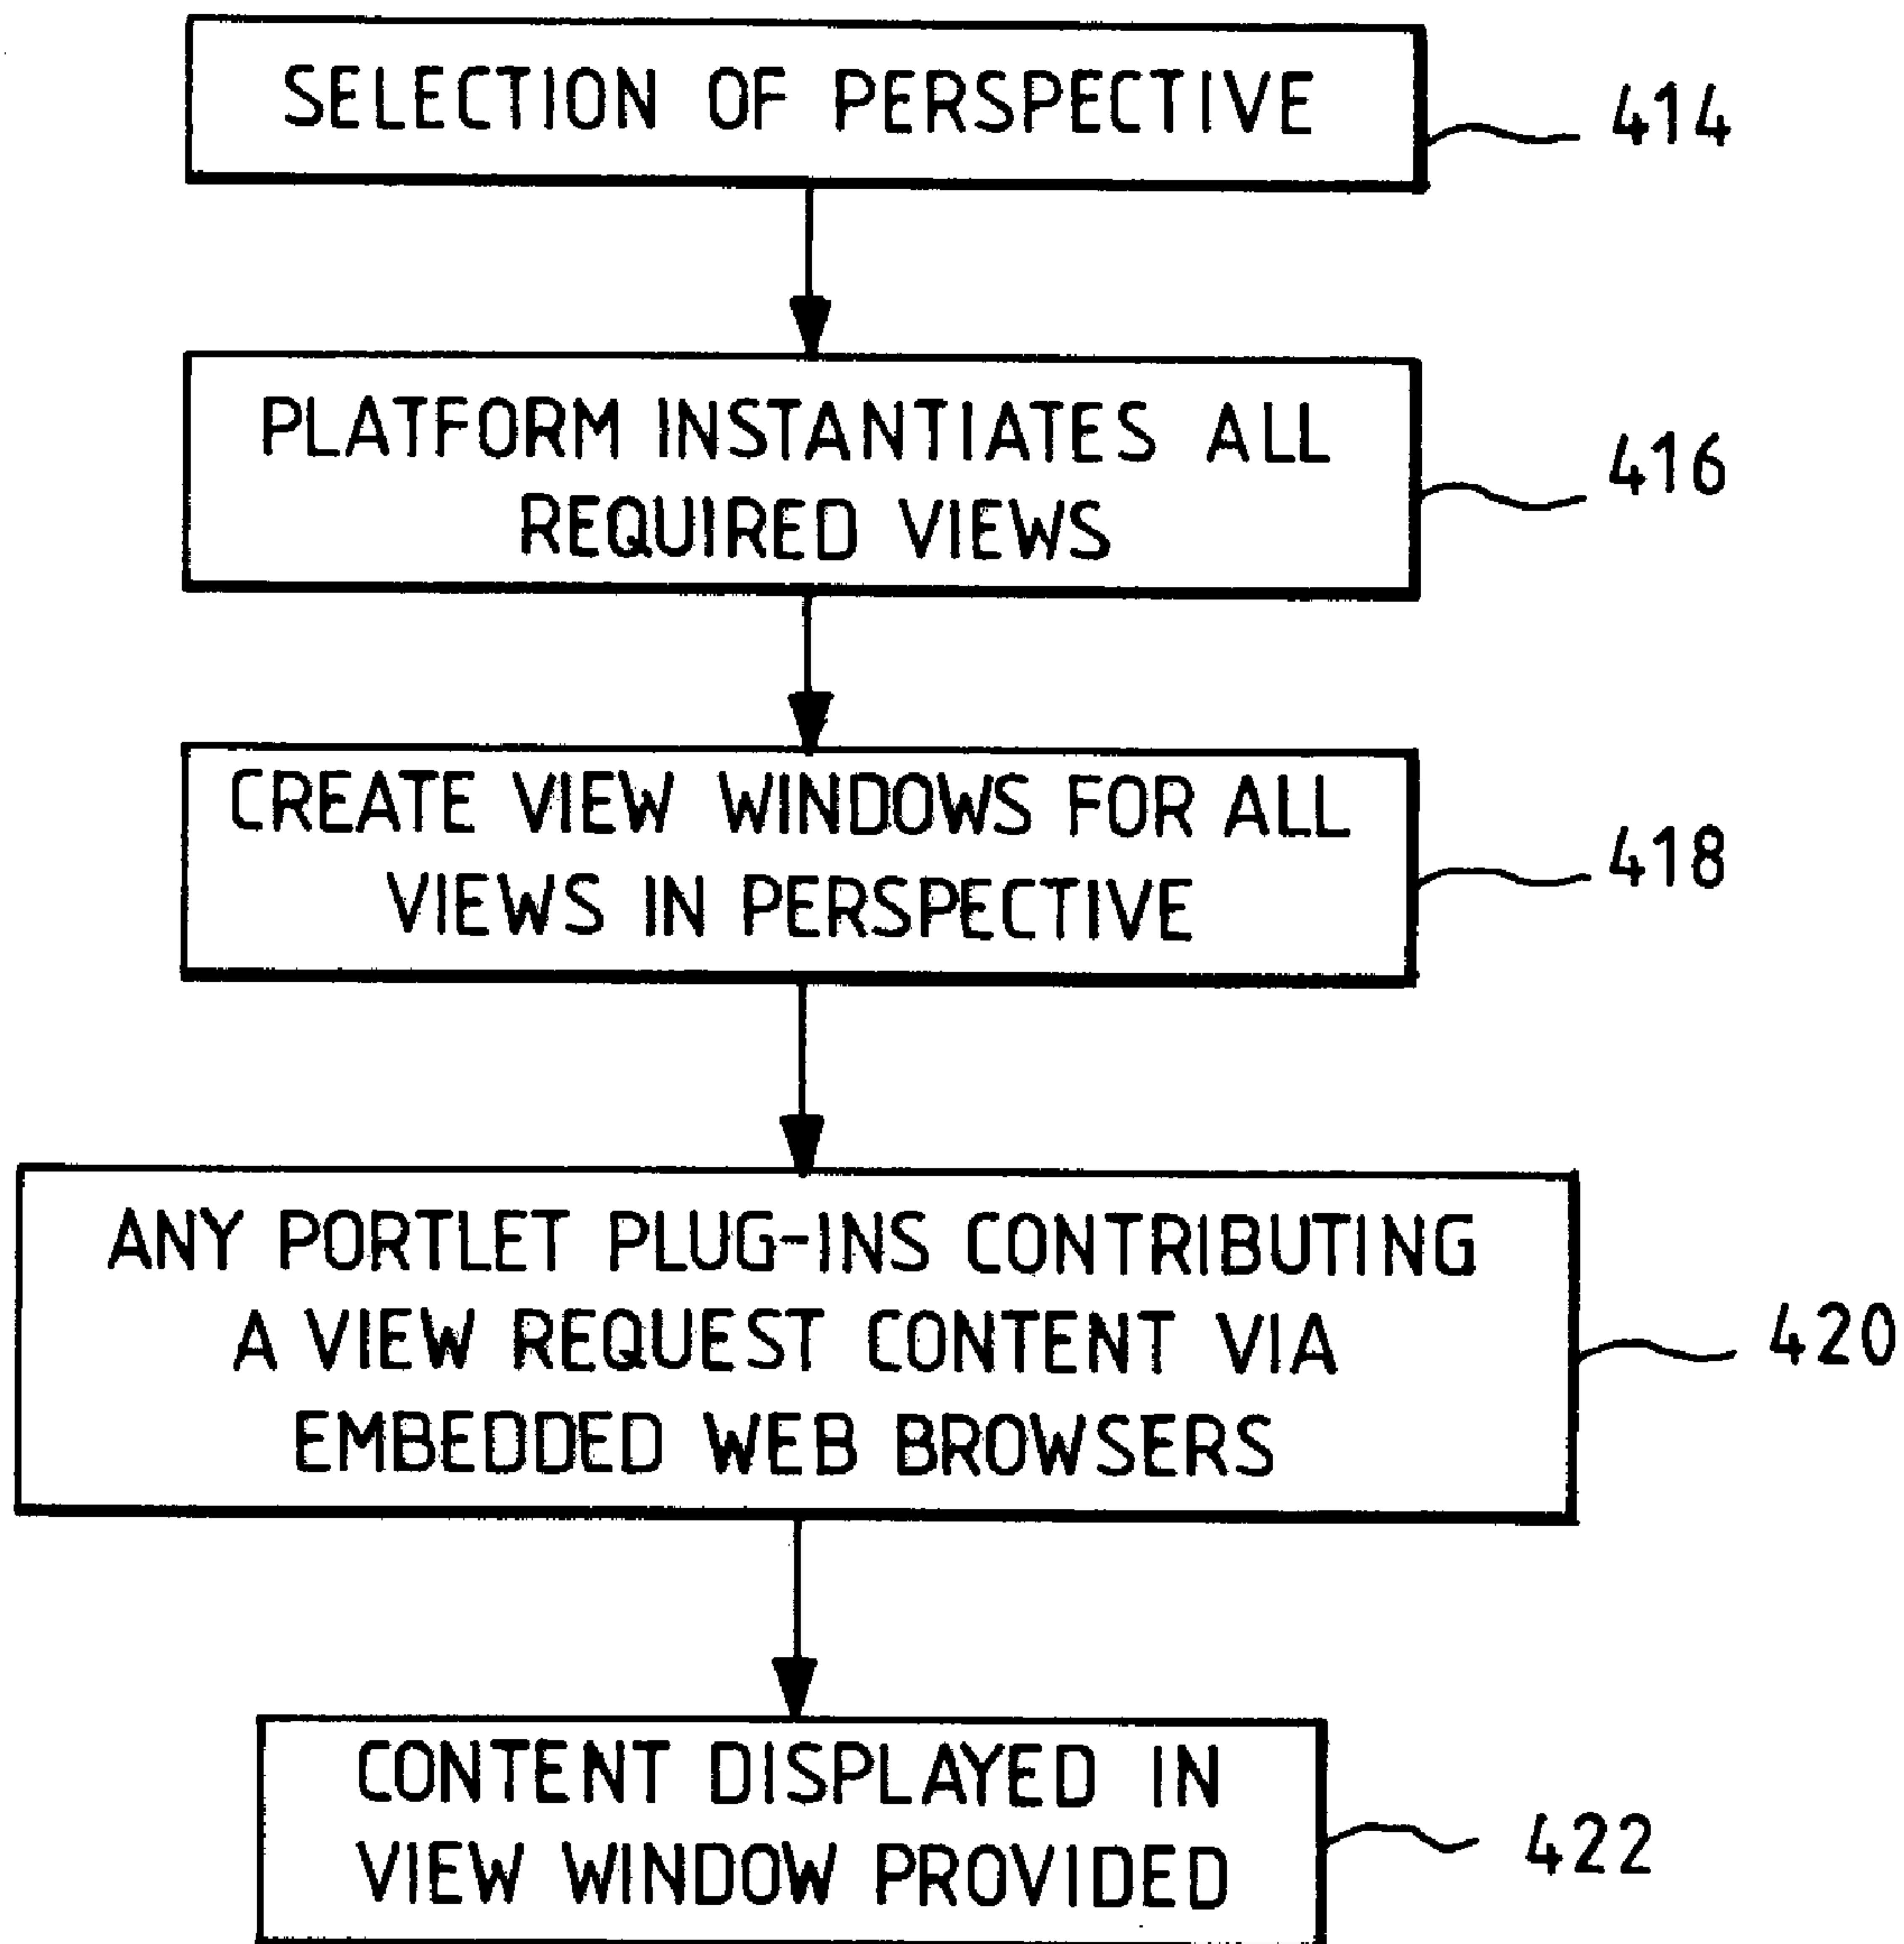 SELECTION OF PERSPECTIVE
414
PLATFORM INSTANTIATES ALL
REQUIRED VIEWS
416
CREATE VIEW WINDOWS FOR ALL
VIEWS IN PERSPECTIVE
418
ANY PORTLET PLUG-INS CONTRIBUTING
A VIEW REQUEST CONTENT VIA
EMBEDDED WEB BROWSERS
420
CONTENT DISPLAYED IN
VIEW WINDOW PROVIDED
422